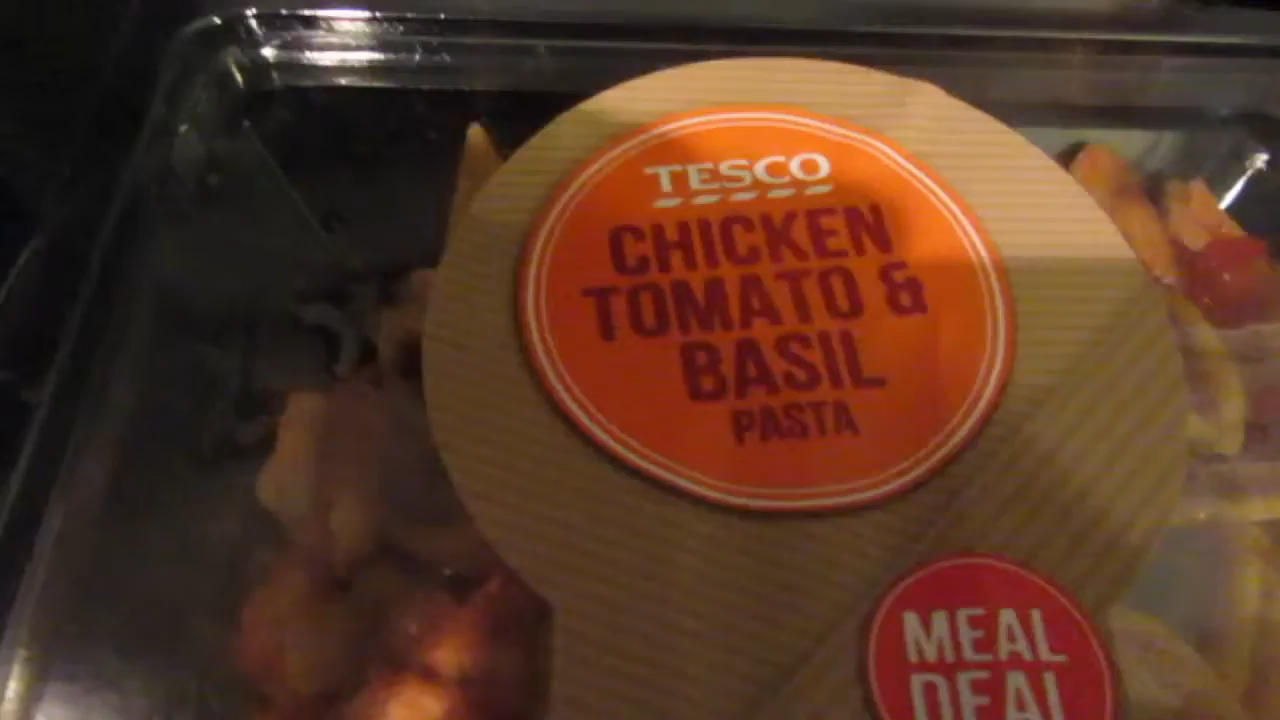 TESCO
CHICKEN
TOMATO &
BASIL
PASTA
MEAL
DEAL